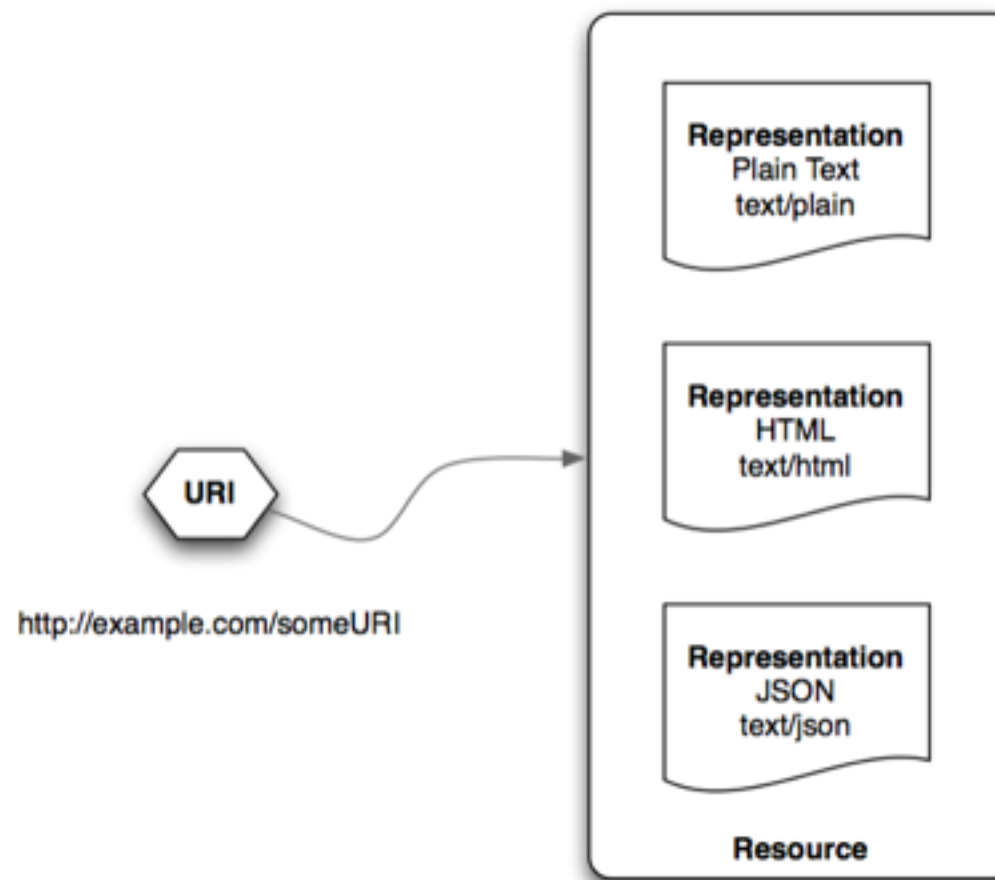 Representation
Plain Text
text/plain
Representation
HTML
text/html
URI
http://example.com/someURI
Representation
JSON
text/json
Resource